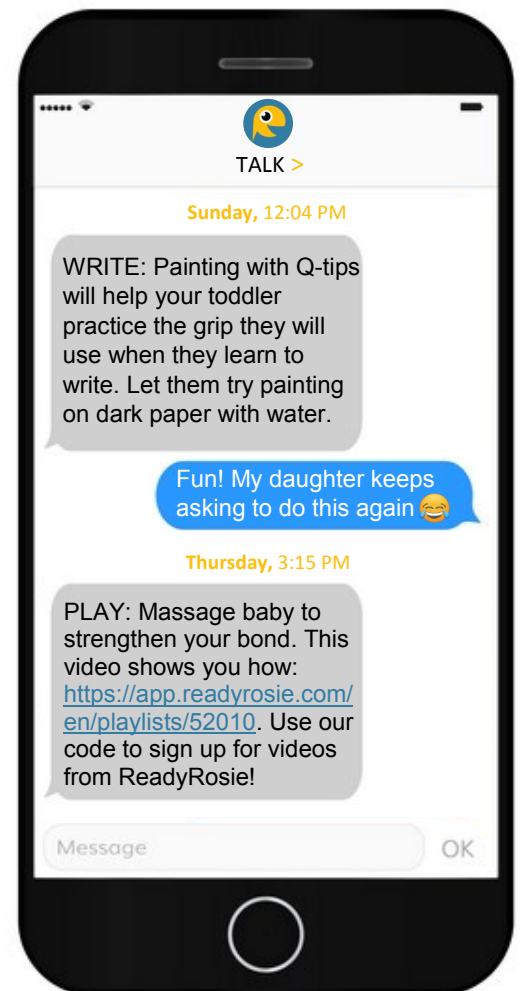 TALK >
Sunday, 12:04 PM
WRITE: Painting with Q-tips
will help your toddler
practice the grip they will
use when they learn to
write. Let them try painting
on dark paper with water.
Fun! My daughter keeps
asking to do this again 😂
Thursday, 3:15 PM
PLAY: Massage baby to
strengthen your bond. This
video shows you how:
https://app.readyrosie.com/
en/playlists/52010. Use our
code to sign up for videos
from ReadyRosie!
Message OK